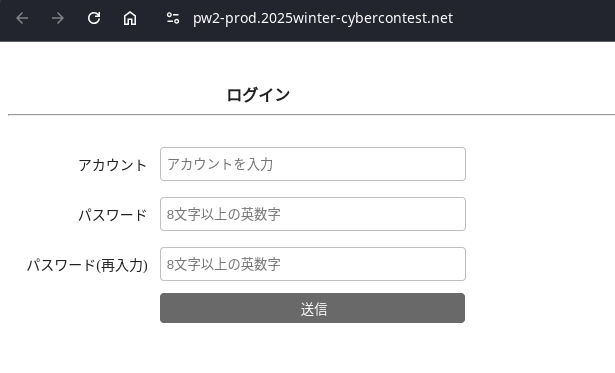 pw2-prod.2025winter-cybercontest.net
ログイン
アカウント アカウントを入力
パスワード 8文字以上の英数字
パスワード(再入力) 8文字以上の英数字
送信